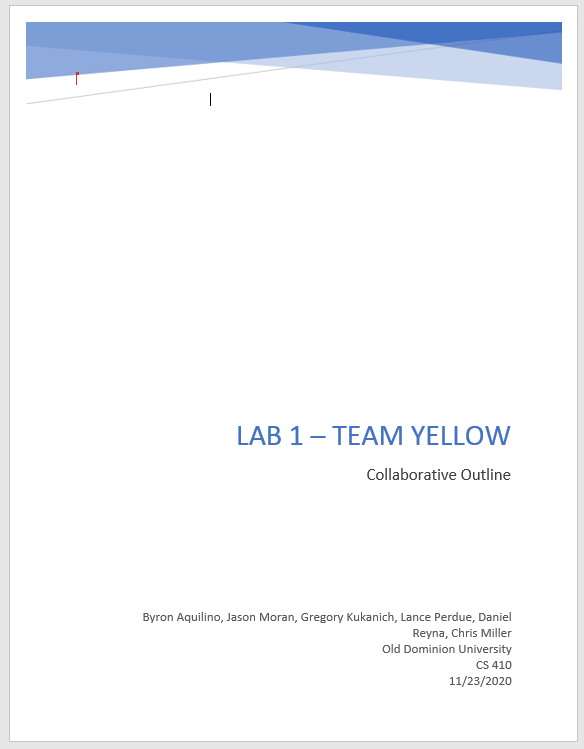 LAB 1 – TEAM YELLOW
Collaborative Outline
Byron Aquilino, Jason Moran, Gregory Kukanich, Lance Perdue, Daniel
Reyna, Chris Miller
Old Dominion University
CS 410
11/23/2020